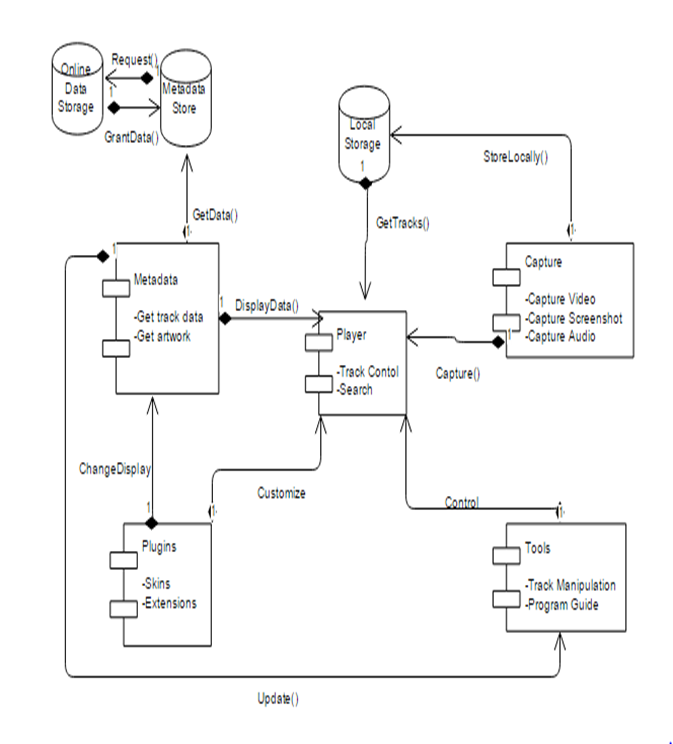 Request()
1
Online
Data
Storage
1
Metadata
Store
GrantData()
GetData()
1
Local
Storage
1
StoreLocally()
1
GetTracks()
1
Metadata
-Get track data
-Get artwork
1
DisplayData()
Player
-Track Contol
-Search
Capture
-Capture Video
-Capture Screenshot
-Capture Audio
1
Capture()
ChangeDisplay
1
Customize
1
Control
1
Plugins
-Skins
-Extensions
Tools
-Track Manipulation
-Program Guide
Update()